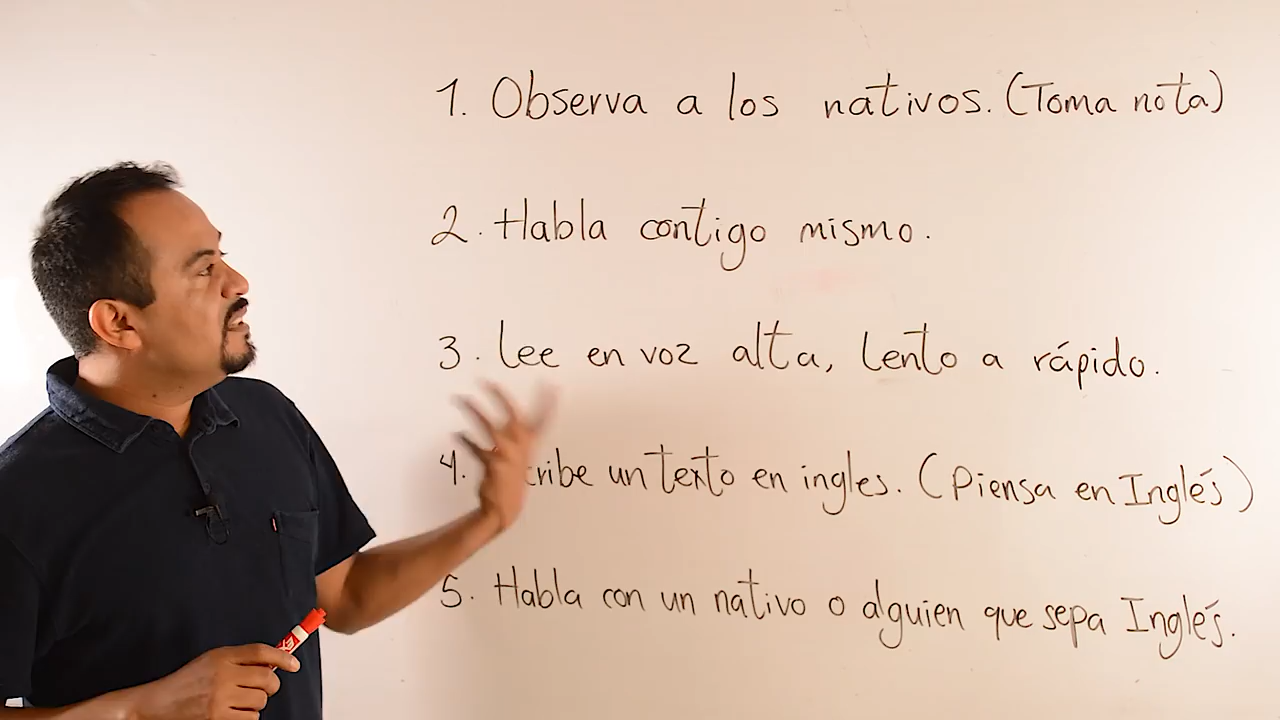 1. Observa a los nativos. (Toma nota)
2. Habla contigo mismo.
3. Lee en voz alta, lento a rápido.
4. un texto en ingles. (Piensa en Inglés)
5. Habla con un nativo o alguien que sepa Inglés.